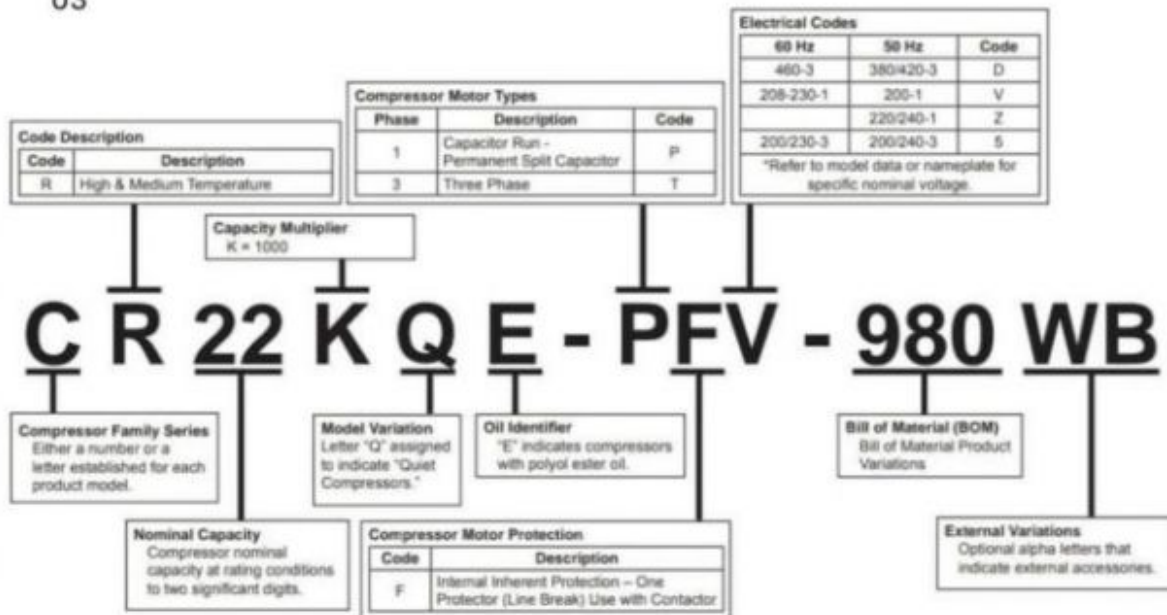 Electrical Codes
60 Hz 50 Hz Code
460-3 380/420-3 D
208-230-1 200-1 V
220/240-1 Z
200/230-3 200/240-3 5
*Refer to model data or nameplate for
specific nominal voltage.
Compressor Motor Types
Phase Description Code
1 Capacitor Run -
Permanent Split Capacitor P
3 Three Phase T
Code Description
Code Description
R High & Medium Temperature
Capacity Multiplier
K = 1000
C R 22 K Q E - P F V - 980 WB
Compressor Family Series
Either a number or a
letter established for each
product model.
Model Variation
Letter "Q" assigned
to indicate "Quiet
Compressors."
Oil Identifier
"E" indicates compressors
with polyol ester oil.
Bill of Material (BOM)
Bill of Material Product
Variations
Nominal Capacity
Compressor nominal
capacity at rating conditions
to two significant digits.
Compressor Motor Protection
Code Description
F Internal Inherent Protection – One
Protector (Line Break) Use with Contactor
External Variations
Optional alpha letters that
indicate external accessories.